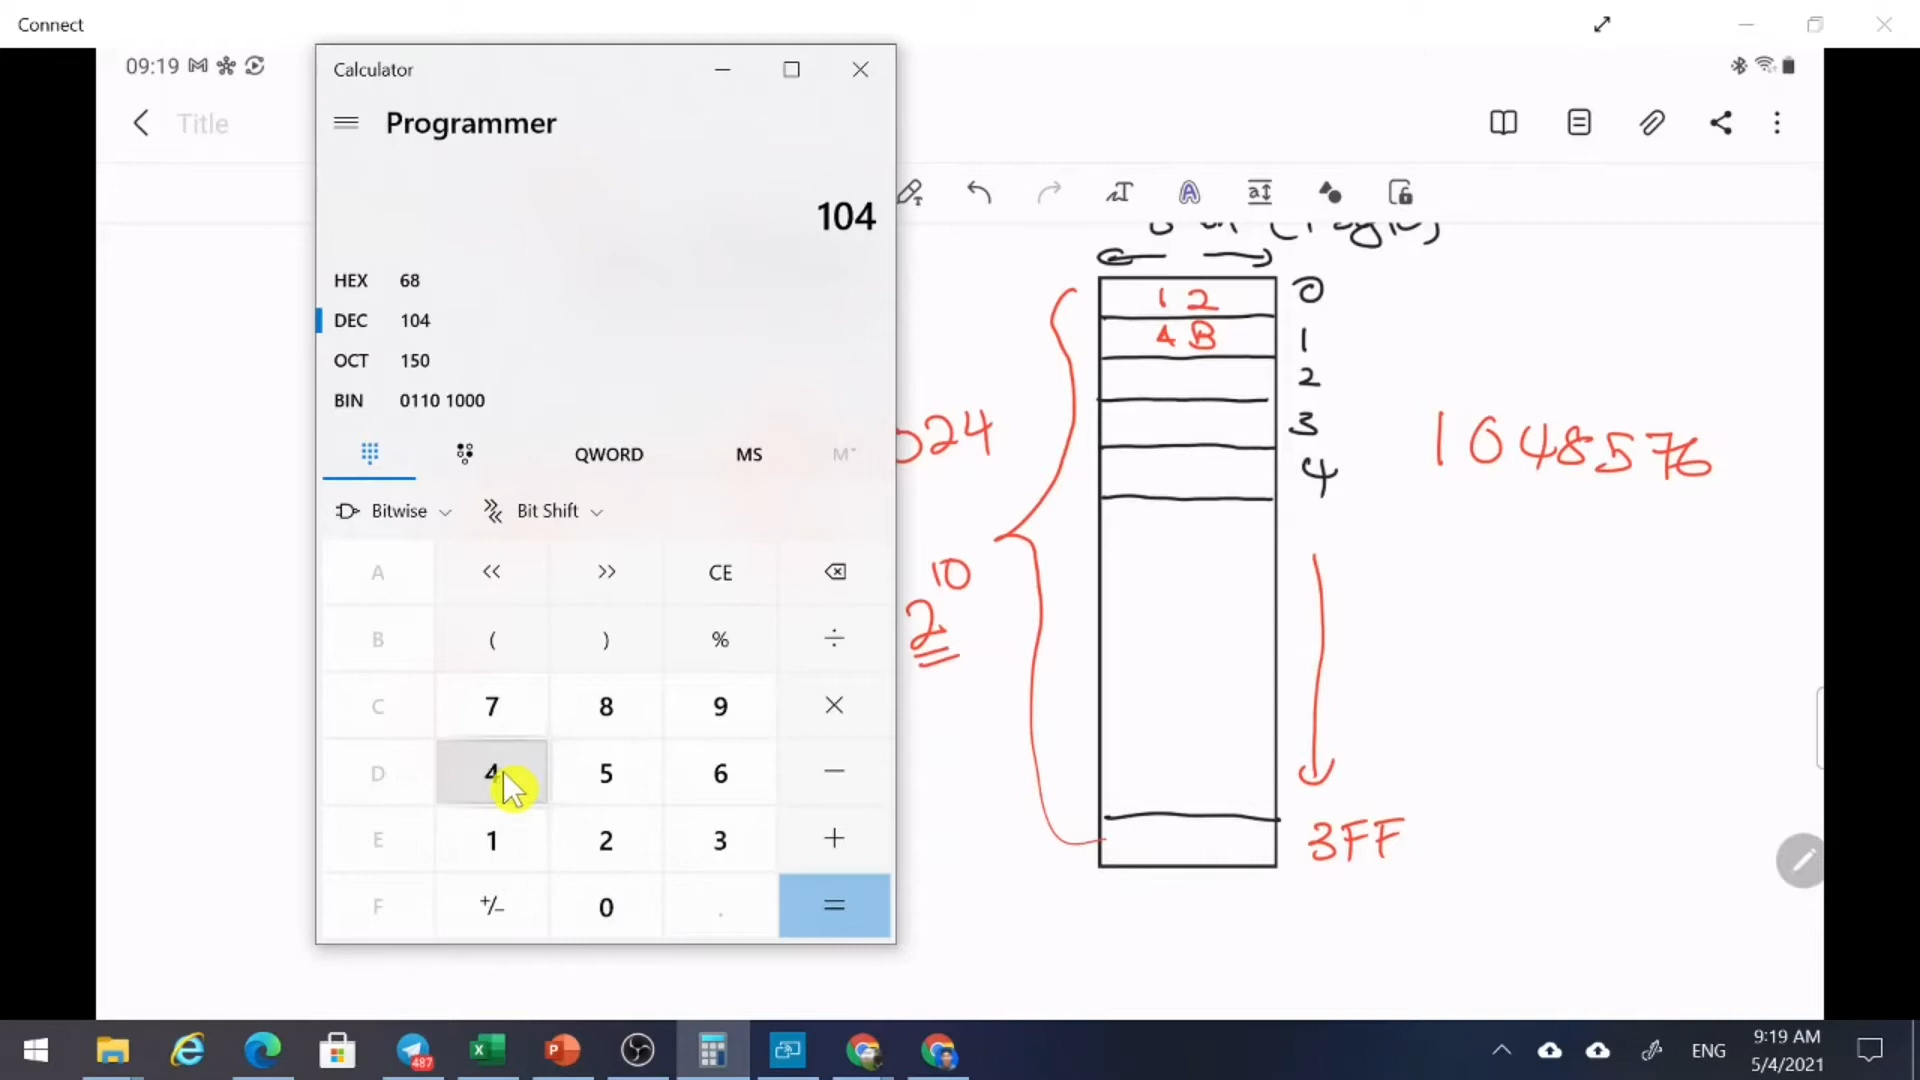 Connect
09:19
Calculator
Title
Programmer
104
HEX 68
DEC 104
OCT 150
BIN 0110 1000
QWORD MS M˅
Bitwise Bit Shift
A << >> CE
B ( ) % ÷
C 7 8 9 ×
D 4 5 6 −
E 1 2 3 +
F +/− 0 . =
12 0
4B 1
2
3
4
024
1048576
2^10
3FF
487
ENG
9:19 AM
5/4/2021